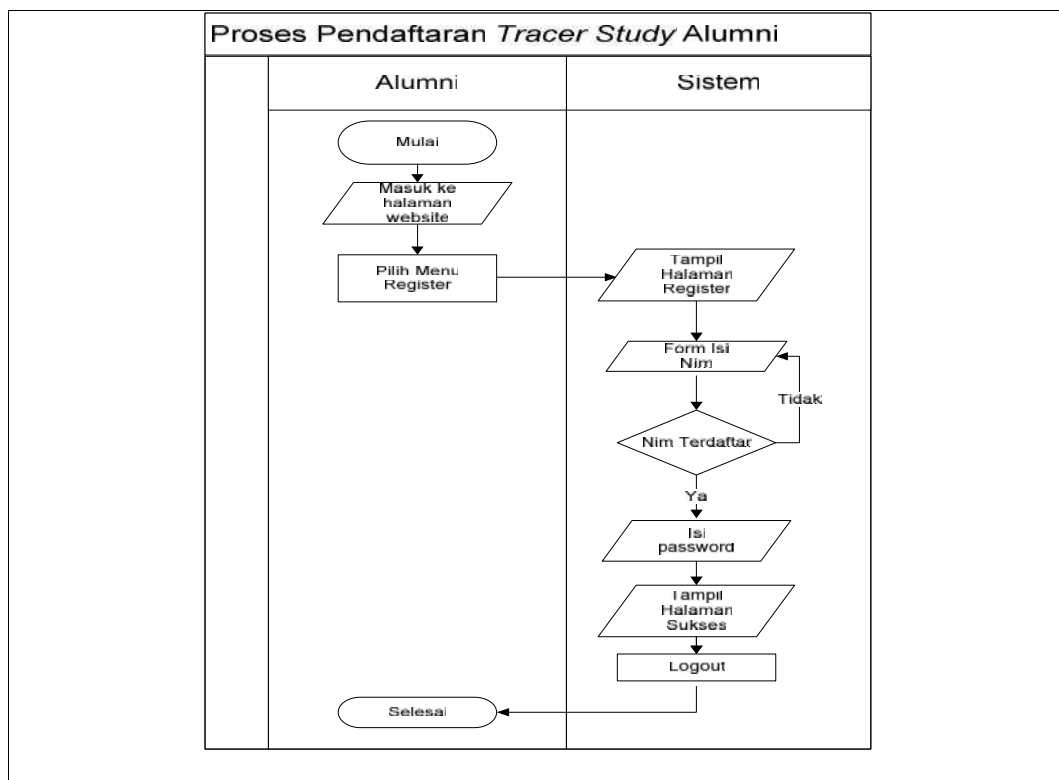 Proses Pendaftaran Tracer Study Alumni
Alumni
Sistem
Mulai
Masuk ke
halaman
website
Pilih Menu
Register
Tampil
Halaman
Register
Form Isi
Nim
Tidak
Nim Terdaftar
Ya
Isi
password
Tampil
Halaman
Sukses
Logout
Selesai